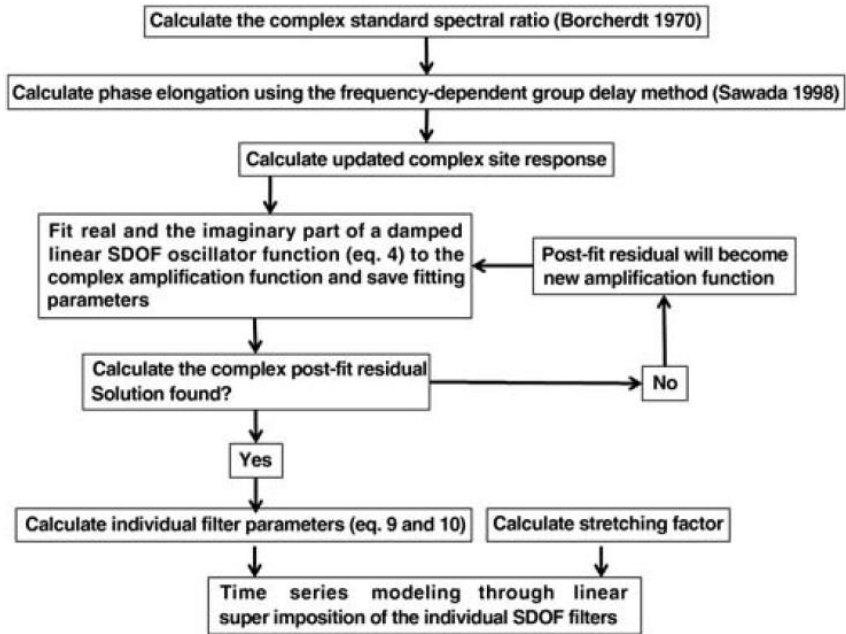 Calculate the complex standard spectral ratio (Borcherdt 1970)
Calculate phase elongation using the frequency-dependent group delay method (Sawada 1998)
Calculate updated complex site response
Fit real and the imaginary part of a damped
linear SDOF oscillator function (eq. 4) to the
complex amplification function and save fitting
parameters
Post-fit residual will become
new amplification function
Calculate the complex post-fit residual
Solution found?
No
Yes
Calculate individual filter parameters (eq. 9 and 10)
Calculate stretching factor
Time series modeling through linear
super imposition of the individual SDOF filters